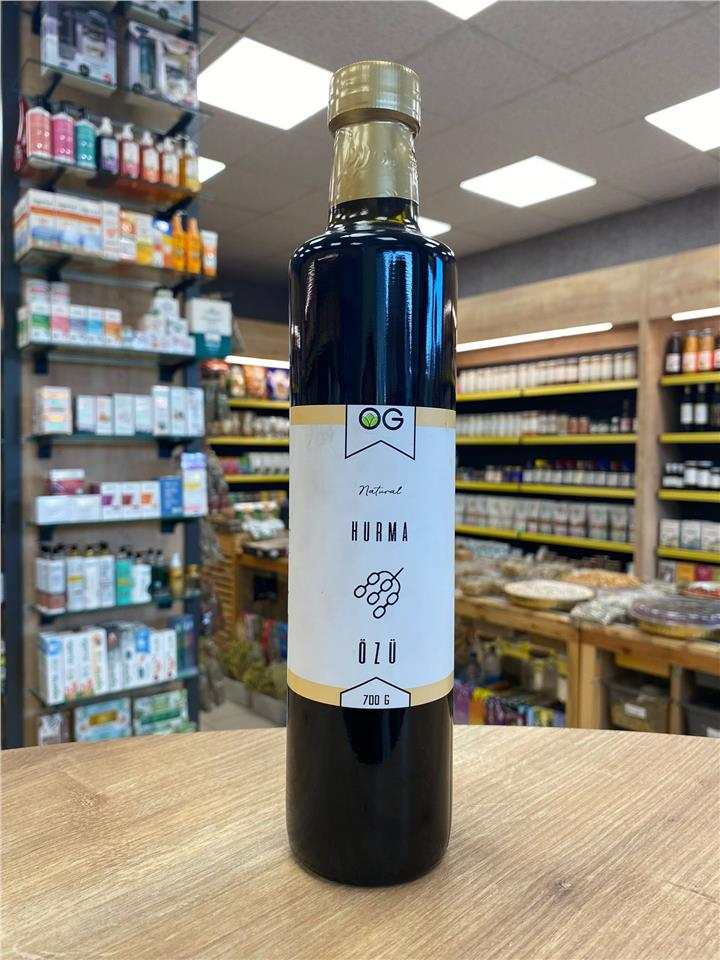 OG
Natural
HURMA
ÖZÜ
700 G